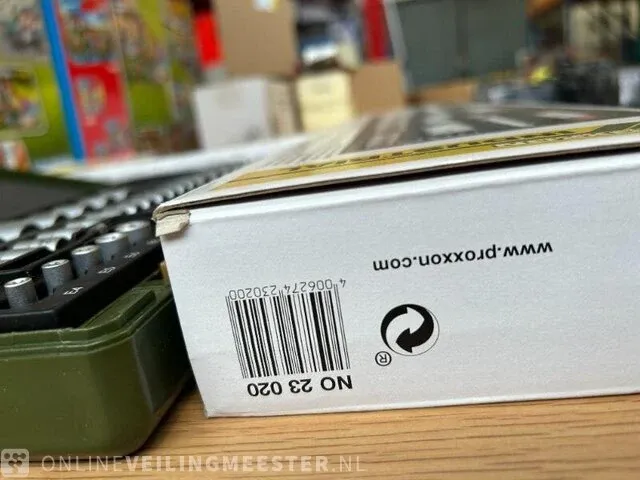 www.proxxon.com
4 006274 230200
®
NO 23 020
ONLINEVEILINGMEESTER.NL